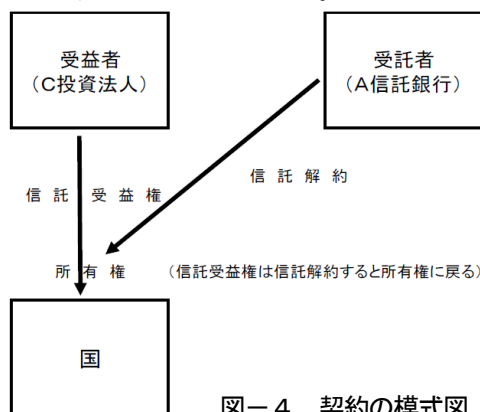 受益者
(C投資法人)
受託者
(A信託銀行)
信託解約
信託 受益権
所有権 (信託受益権は信託解約すると所有権に戻る)
国
図-4 契約の模式図